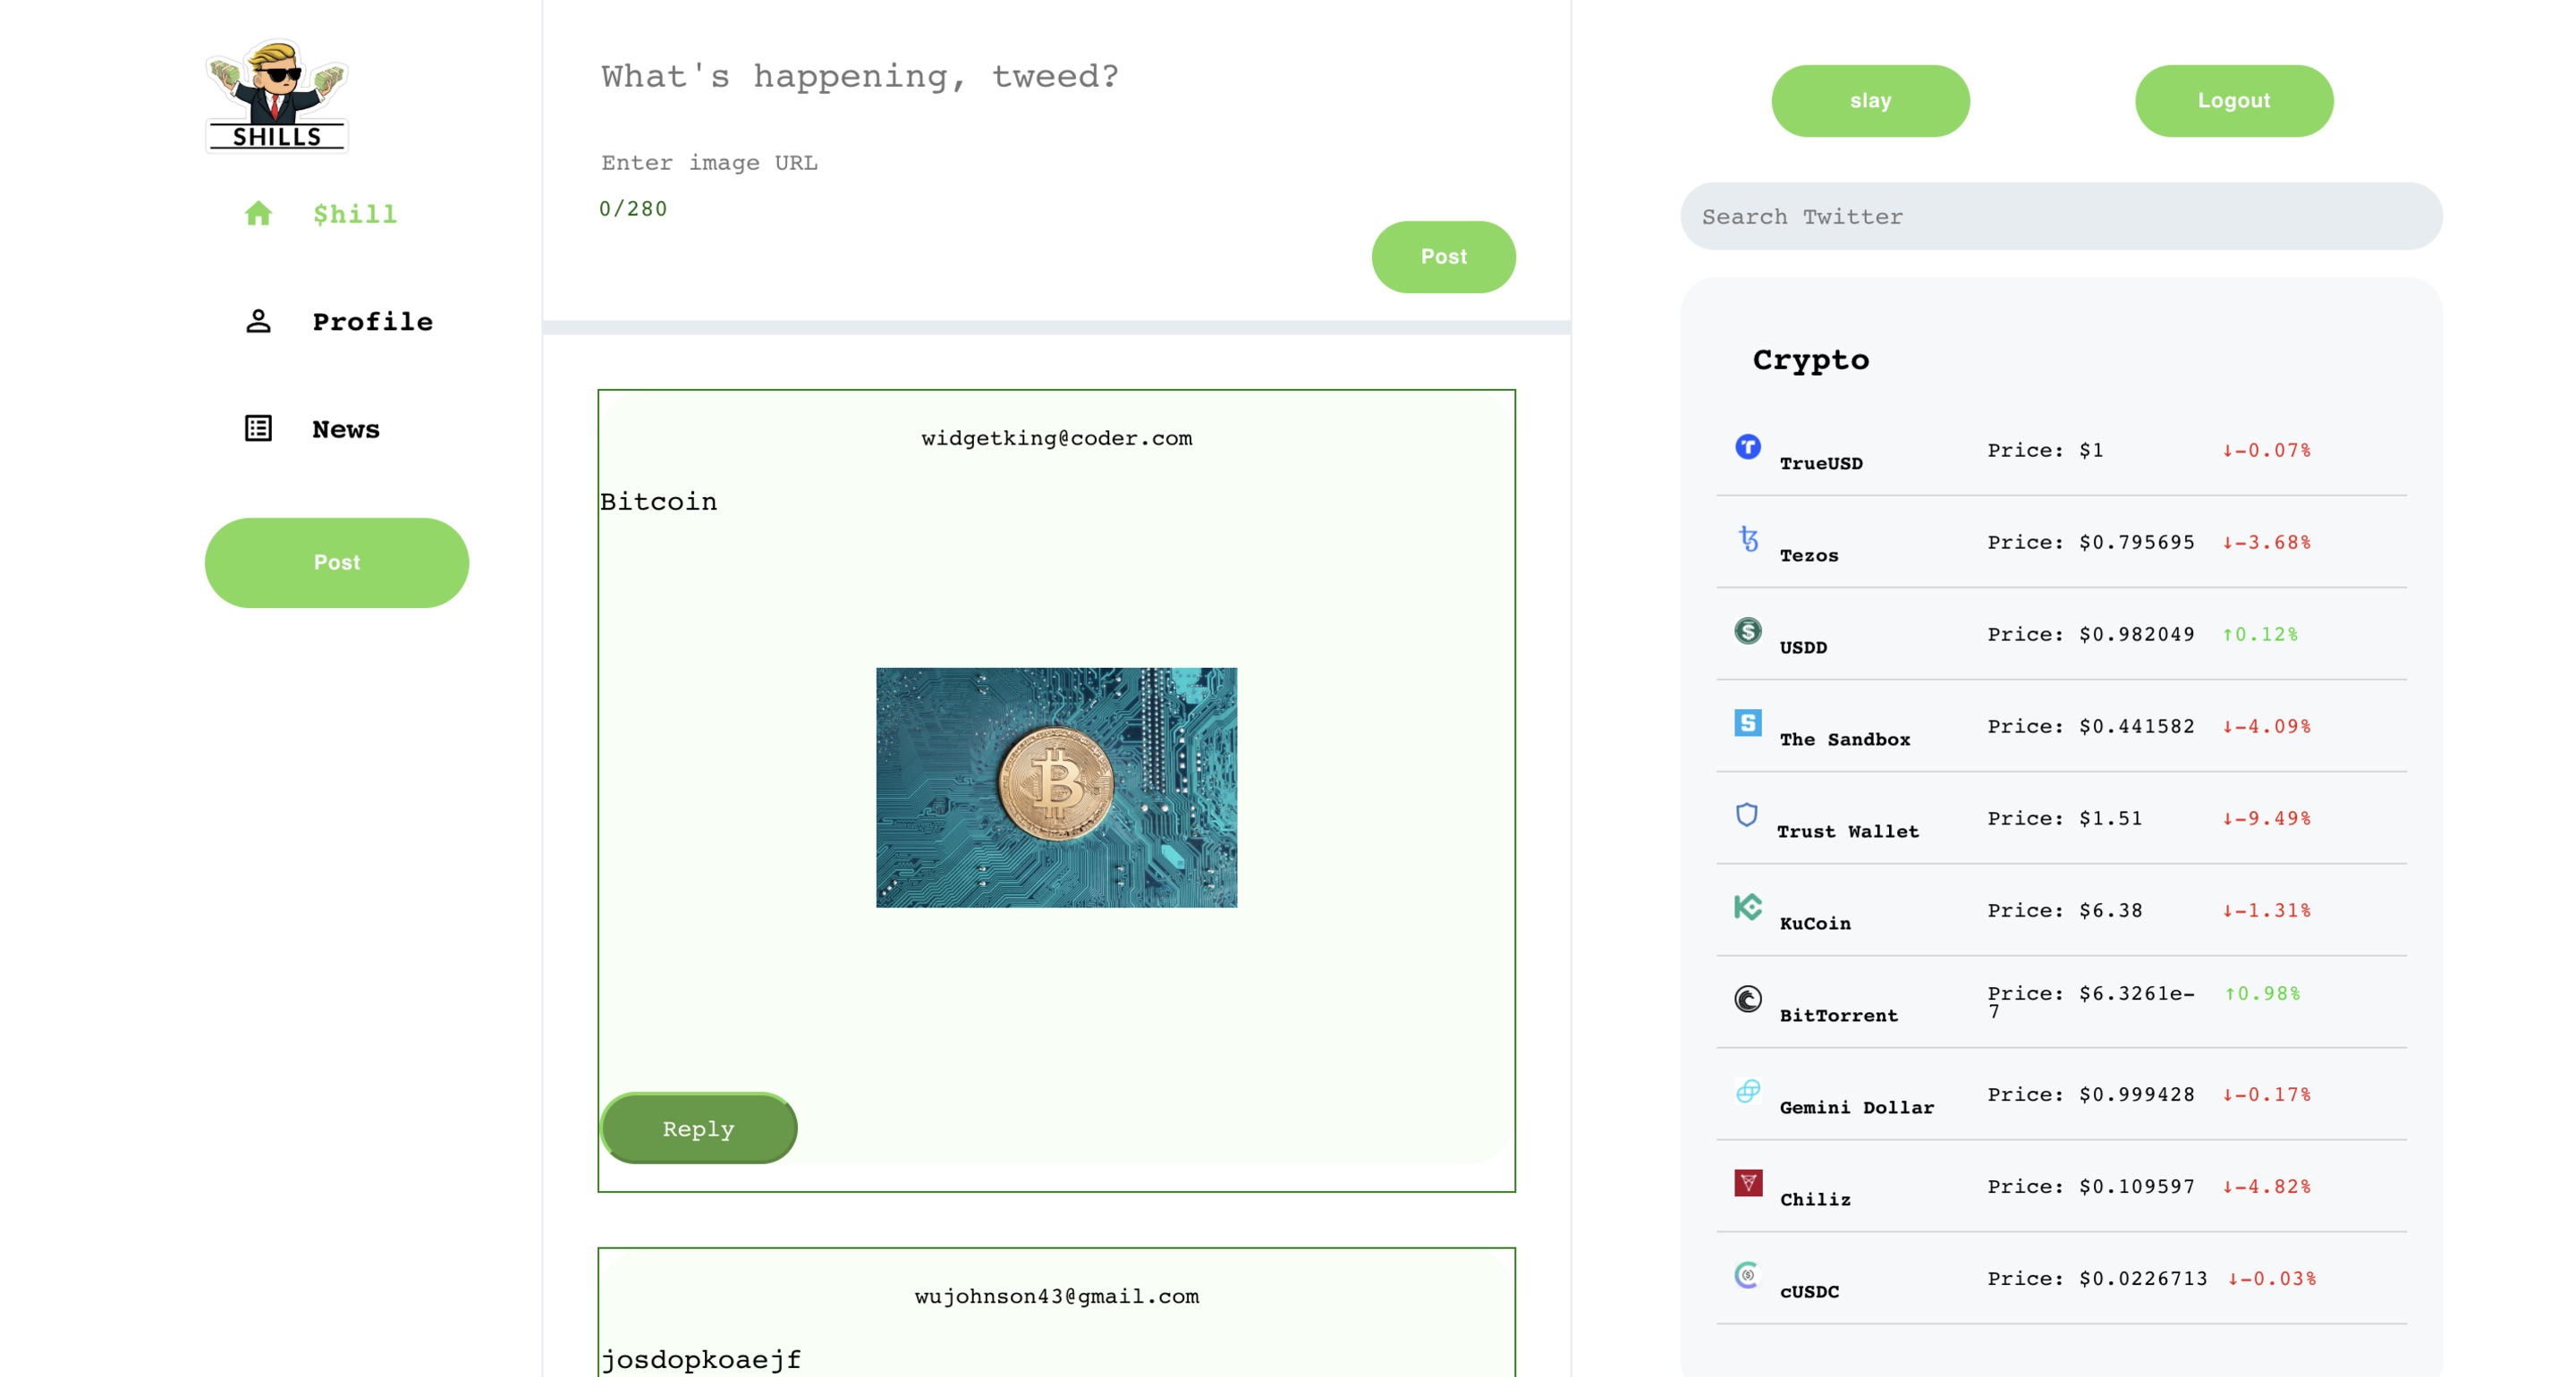 SHILLS
$hill
Profile
News
Post
What's happening, tweed?
Enter image URL
0/280
Post
widgetking@coder.com
Bitcoin
Reply
wujohnson43@gmail.com
josdopkoaejf
slay
Logout
Search Twitter
Crypto
TrueUSD Price: $1 ↓-0.07%
Tezos Price: $0.795695 ↓-3.68%
USDD Price: $0.982049 ↑0.12%
The Sandbox Price: $0.441582 ↓-4.09%
Trust Wallet Price: $1.51 ↓-9.49%
KuCoin Price: $6.38 ↓-1.31%
BitTorrent Price: $6.3261e- ↑0.98%
7
Gemini Dollar Price: $0.999428 ↓-0.17%
Chiliz Price: $0.109597 ↓-4.82%
cUSDC Price: $0.0226713 ↓-0.03%